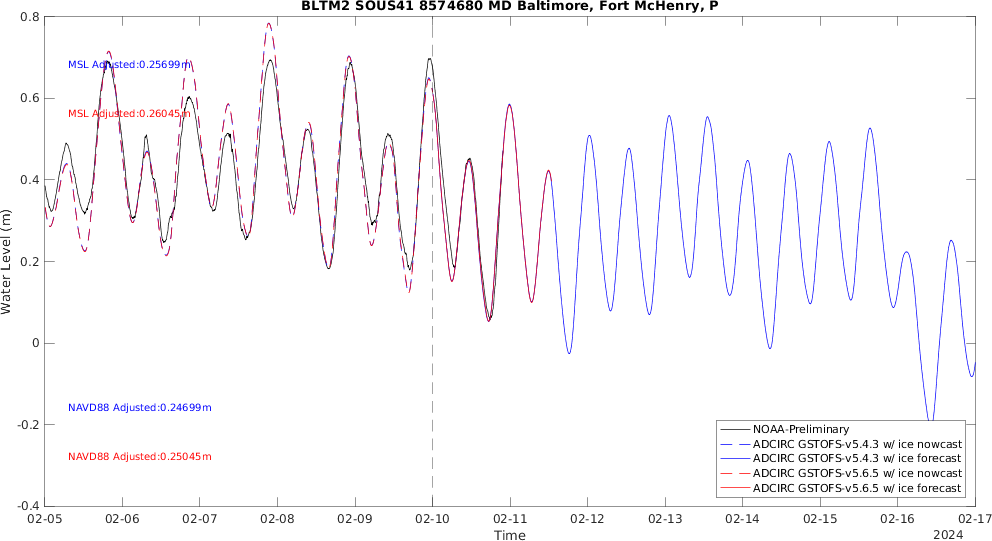 BLTM2 SOUS41 8574680 MD Baltimore, Fort McHenry, P
0.8
0.6
0.4
0.2
0
-0.2
-0.4
Water Level (m)
MSL Adjusted:0.25699m
MSL Adjusted:0.26045m
NAVD88 Adjusted:0.24699m
NAVD88 Adjusted:0.25045m
NOAA-Preliminary
ADCIRC GSTOFS-v5.4.3 w/ ice nowcast
ADCIRC GSTOFS-v5.4.3 w/ ice forecast
ADCIRC GSTOFS-v5.6.5 w/ ice nowcast
ADCIRC GSTOFS-v5.6.5 w/ ice forecast
02-05 02-06 02-07 02-08 02-09 02-10 02-11 02-12 02-13 02-14 02-15 02-16 02-17
Time
2024